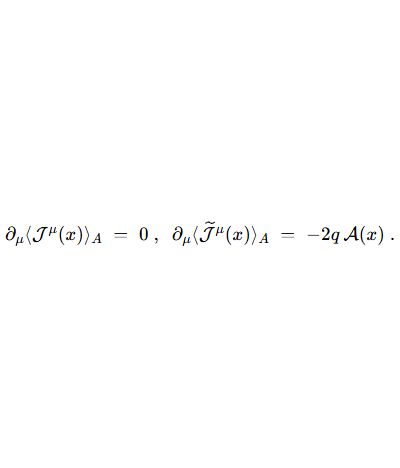 ∂_μ⟨𝒥^μ(x)⟩_A = 0 , ∂_μ⟨𝒥̃^μ(x)⟩_A = −2q 𝒜(x) .